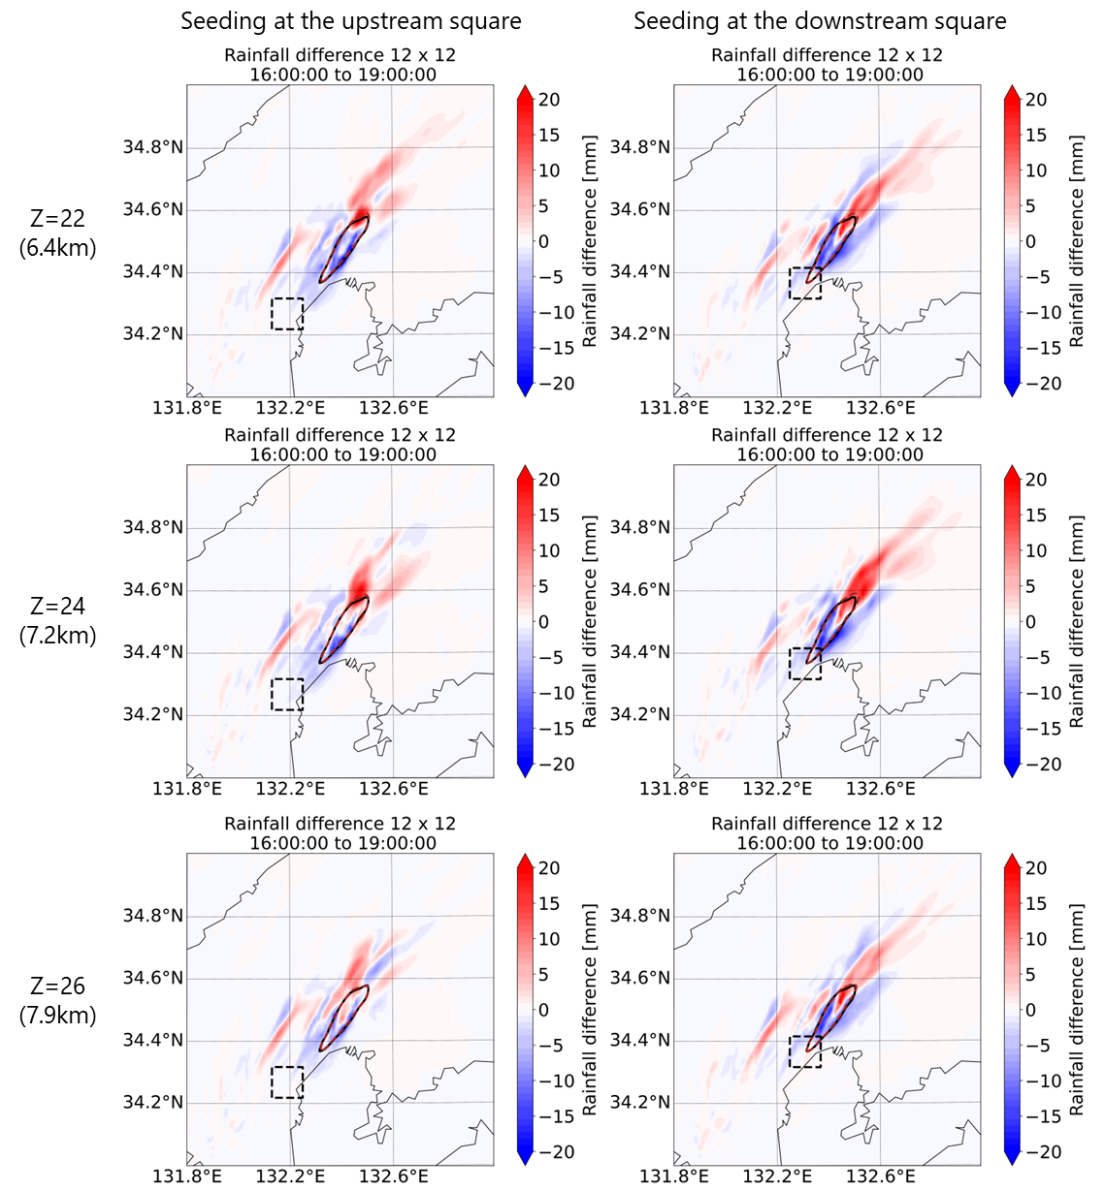 Seeding at the upstream square
Seeding at the downstream square
Rainfall difference 12 x 12
16:00:00 to 19:00:00
Rainfall difference 12 x 12
16:00:00 to 19:00:00
Z=22
(6.4km)
34.8°N
34.6°N
34.4°N
34.2°N
131.8°E
132.2°E
132.6°E
20
15
10
5
0
−5
−10
−15
−20
Rainfall difference [mm]
34.8°N
34.6°N
34.4°N
34.2°N
131.8°E
132.2°E
132.6°E
20
15
10
5
0
−5
−10
−15
−20
Rainfall difference [mm]
Rainfall difference 12 x 12
16:00:00 to 19:00:00
Rainfall difference 12 x 12
16:00:00 to 19:00:00
Z=24
(7.2km)
34.8°N
34.6°N
34.4°N
34.2°N
131.8°E
132.2°E
132.6°E
20
15
10
5
0
−5
−10
−15
−20
Rainfall difference [mm]
34.8°N
34.6°N
34.4°N
34.2°N
131.8°E
132.2°E
132.6°E
20
15
10
5
0
−5
−10
−15
−20
Rainfall difference [mm]
Rainfall difference 12 x 12
16:00:00 to 19:00:00
Rainfall difference 12 x 12
16:00:00 to 19:00:00
Z=26
(7.9km)
34.8°N
34.6°N
34.4°N
34.2°N
131.8°E
132.2°E
132.6°E
20
15
10
5
0
−5
−10
−15
−20
Rainfall difference [mm]
34.8°N
34.6°N
34.4°N
34.2°N
131.8°E
132.2°E
132.6°E
20
15
10
5
0
−5
−10
−15
−20
Rainfall difference [mm]